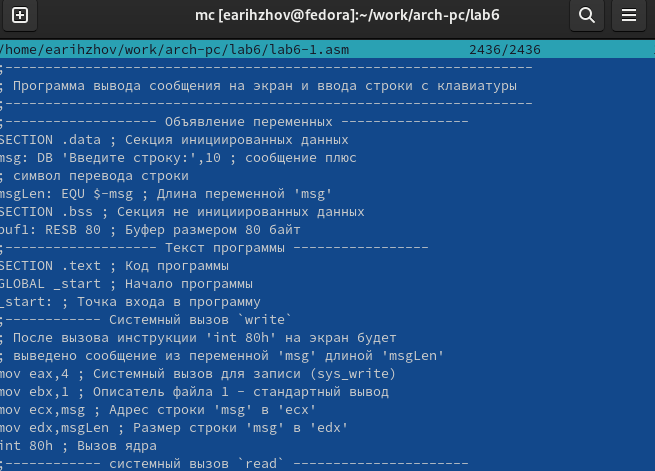 mc [earihzhov@fedora]:~/work/arch-pc/lab6
/home/earihzhov/work/arch-pc/lab6/lab6-1.asm 2436/2436
;------------------------------------------------------------------
; Программа вывода сообщения на экран и ввода строки с клавиатуры
;------------------------------------------------------------------
;------------------- Объявление переменных ----------------
SECTION .data ; Секция инициированных данных
msg: DB 'Введите строку:',10 ; сообщение плюс
; символ перевода строки
msgLen: EQU $-msg ; Длина переменной 'msg'
SECTION .bss ; Секция не инициированных данных
buf1: RESB 80 ; Буфер размером 80 байт
;------------------- Текст программы -----------------
SECTION .text ; Код программы
GLOBAL _start ; Начало программы
_start: ; Точка входа в программу
;------------ Системный вызов `write`
; После вызова инструкции 'int 80h' на экран будет
; выведено сообщение из переменной 'msg' длиной 'msgLen'
mov eax,4 ; Системный вызов для записи (sys_write)
mov ebx,1 ; Описатель файла 1 - стандартный вывод
mov ecx,msg ; Адрес строки 'msg' в 'ecx'
mov edx,msgLen ; Размер строки 'msg' в 'edx'
int 80h ; Вызов ядра
;------------ системный вызов `read` ----------------------